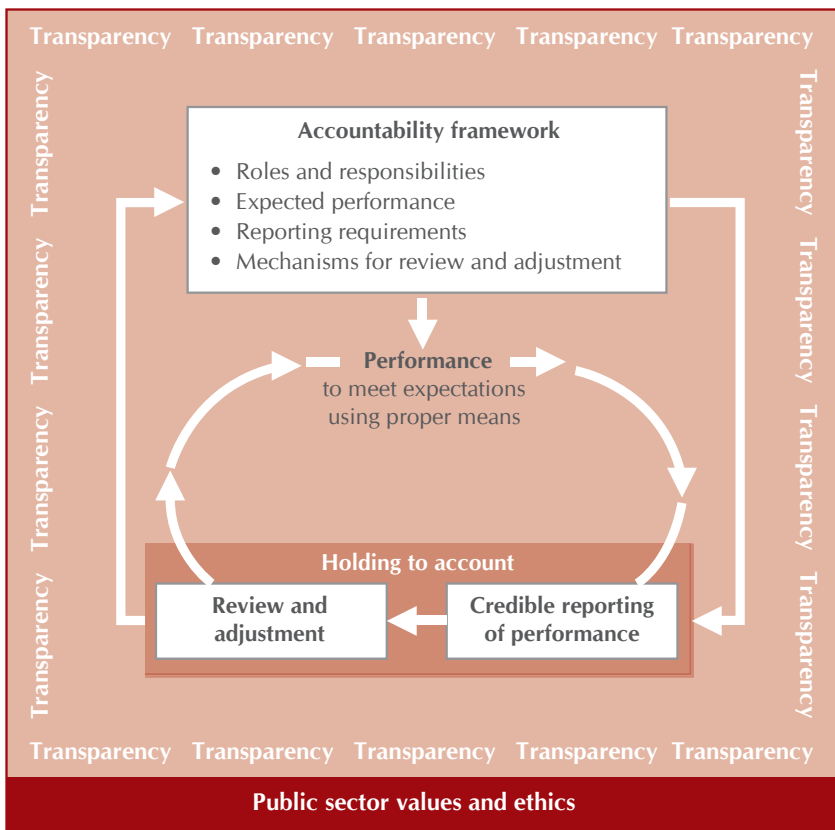 Transparency Transparency Transparency Transparency Transparency
Transparency
Transparency
Transparency
Transparency
Accountability framework
• Roles and responsibilities
• Expected performance
• Reporting requirements
• Mechanisms for review and adjustment
Performance
to meet expectations
using proper means
Holding to account
Review and
adjustment
Credible reporting
of performance
Transparency
Transparency
Transparency
Transparency
Transparency Transparency Transparency Transparency Transparency
Public sector values and ethics